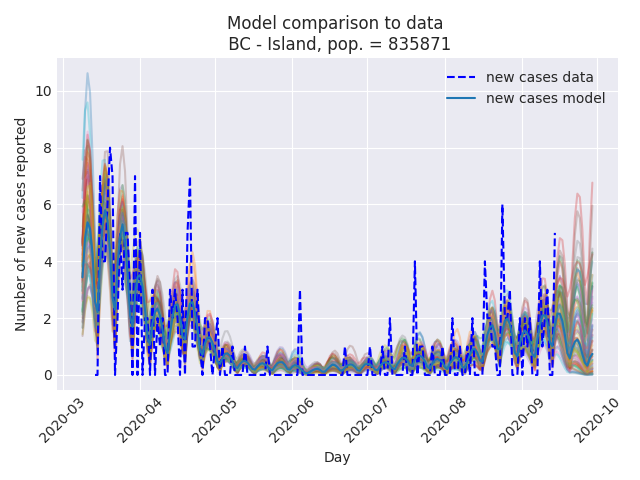 Model comparison to data
BC - Island, pop. = 835871
new cases data
new cases model
Number of new cases reported
10
8
6
4
2
0
2020-03
2020-04
2020-05
2020-06
2020-07
2020-08
2020-09
2020-10
Day